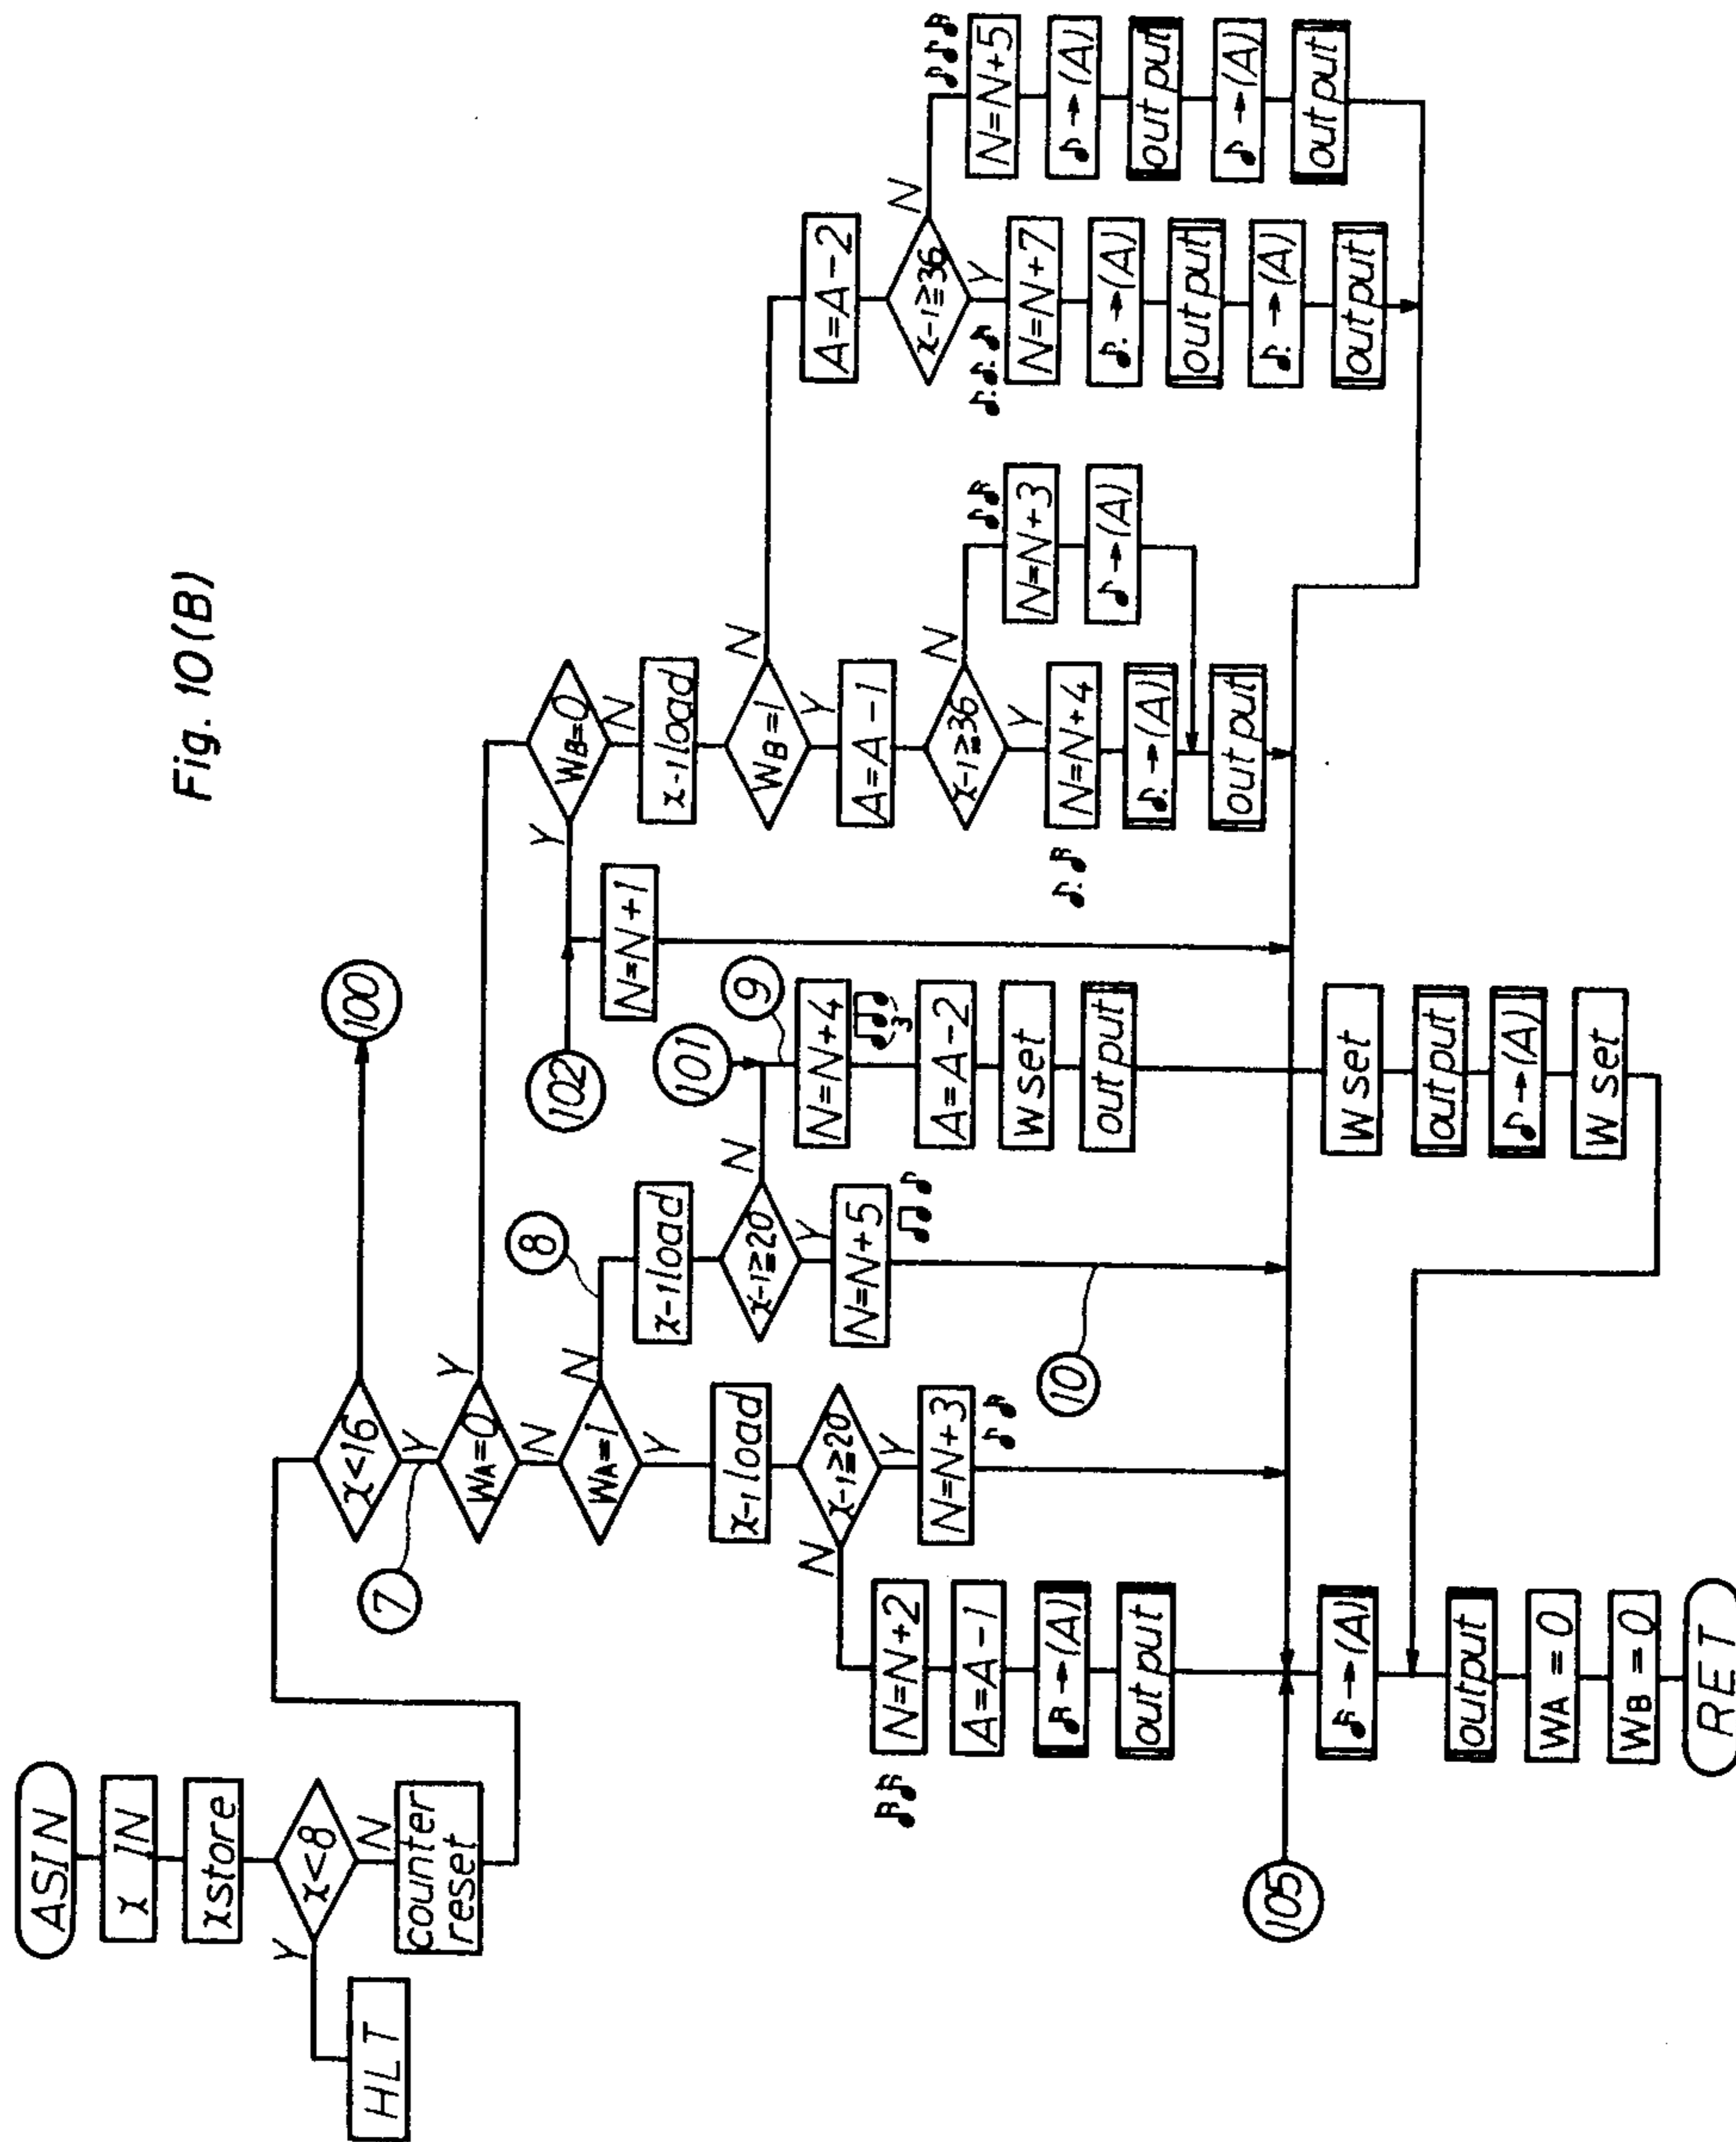 Fig. 10(B)
ASIN
x IN
xstore
x<8
Y
N
HLT
counter
reset
x<16
Y
100
7
WA=0
Y
N
WA=1
N
Y
8
x-1 load
x-1≧20
N
Y
N=N+2
A=A-1
♬→(A)
output
N=N+3
x-1 load
x-1≧20
N
Y
N=N+5
10
101
9
N=N+4
3
A=A-2
W set
output
102
N=N+1
WB=0
Y
N
x-1 load
WB=1
N
Y
A=A-1
x-1≧36
N
Y
N=N+4
♪.→(A)
output
N=N+3
♪→(A)
A=A-2
x-1≧36
N
Y
N=N+7
♪.→(A)
output
♪.→(A)
output
N=N+5
♪→(A)
output
♪→(A)
output
105
♬→(A)
output
WA=0
WB=0
RET
W set
output
♪→(A)
W set